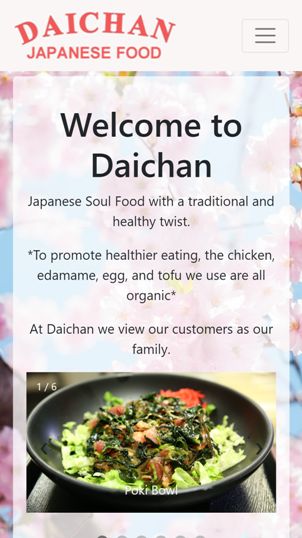 DAICHAN
JAPANESE FOOD
Welcome to
Daichan
Japanese Soul Food with a traditional and
healthy twist.
*To promote healthier eating, the chicken,
edamame, egg, and tofu we use are all
organic*
At Daichan we view our customers as our
family.
1 / 6
Poki Bowl